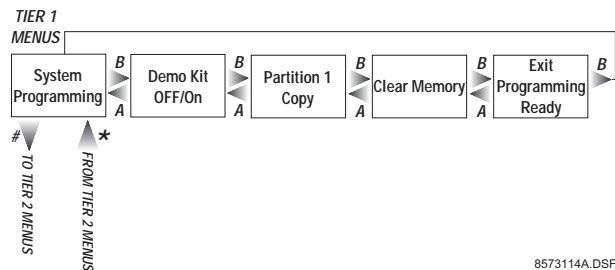 TIER 1
MENUS
System
Programming
B
A
Demo Kit
OFF/On
B
A
Partition 1
Copy
B
A
Clear Memory
B
A
Exit
Programming
Ready
B
#
TO TIER 2 MENUS
*
FROM TIER 2 MENUS
8573114A.DSF